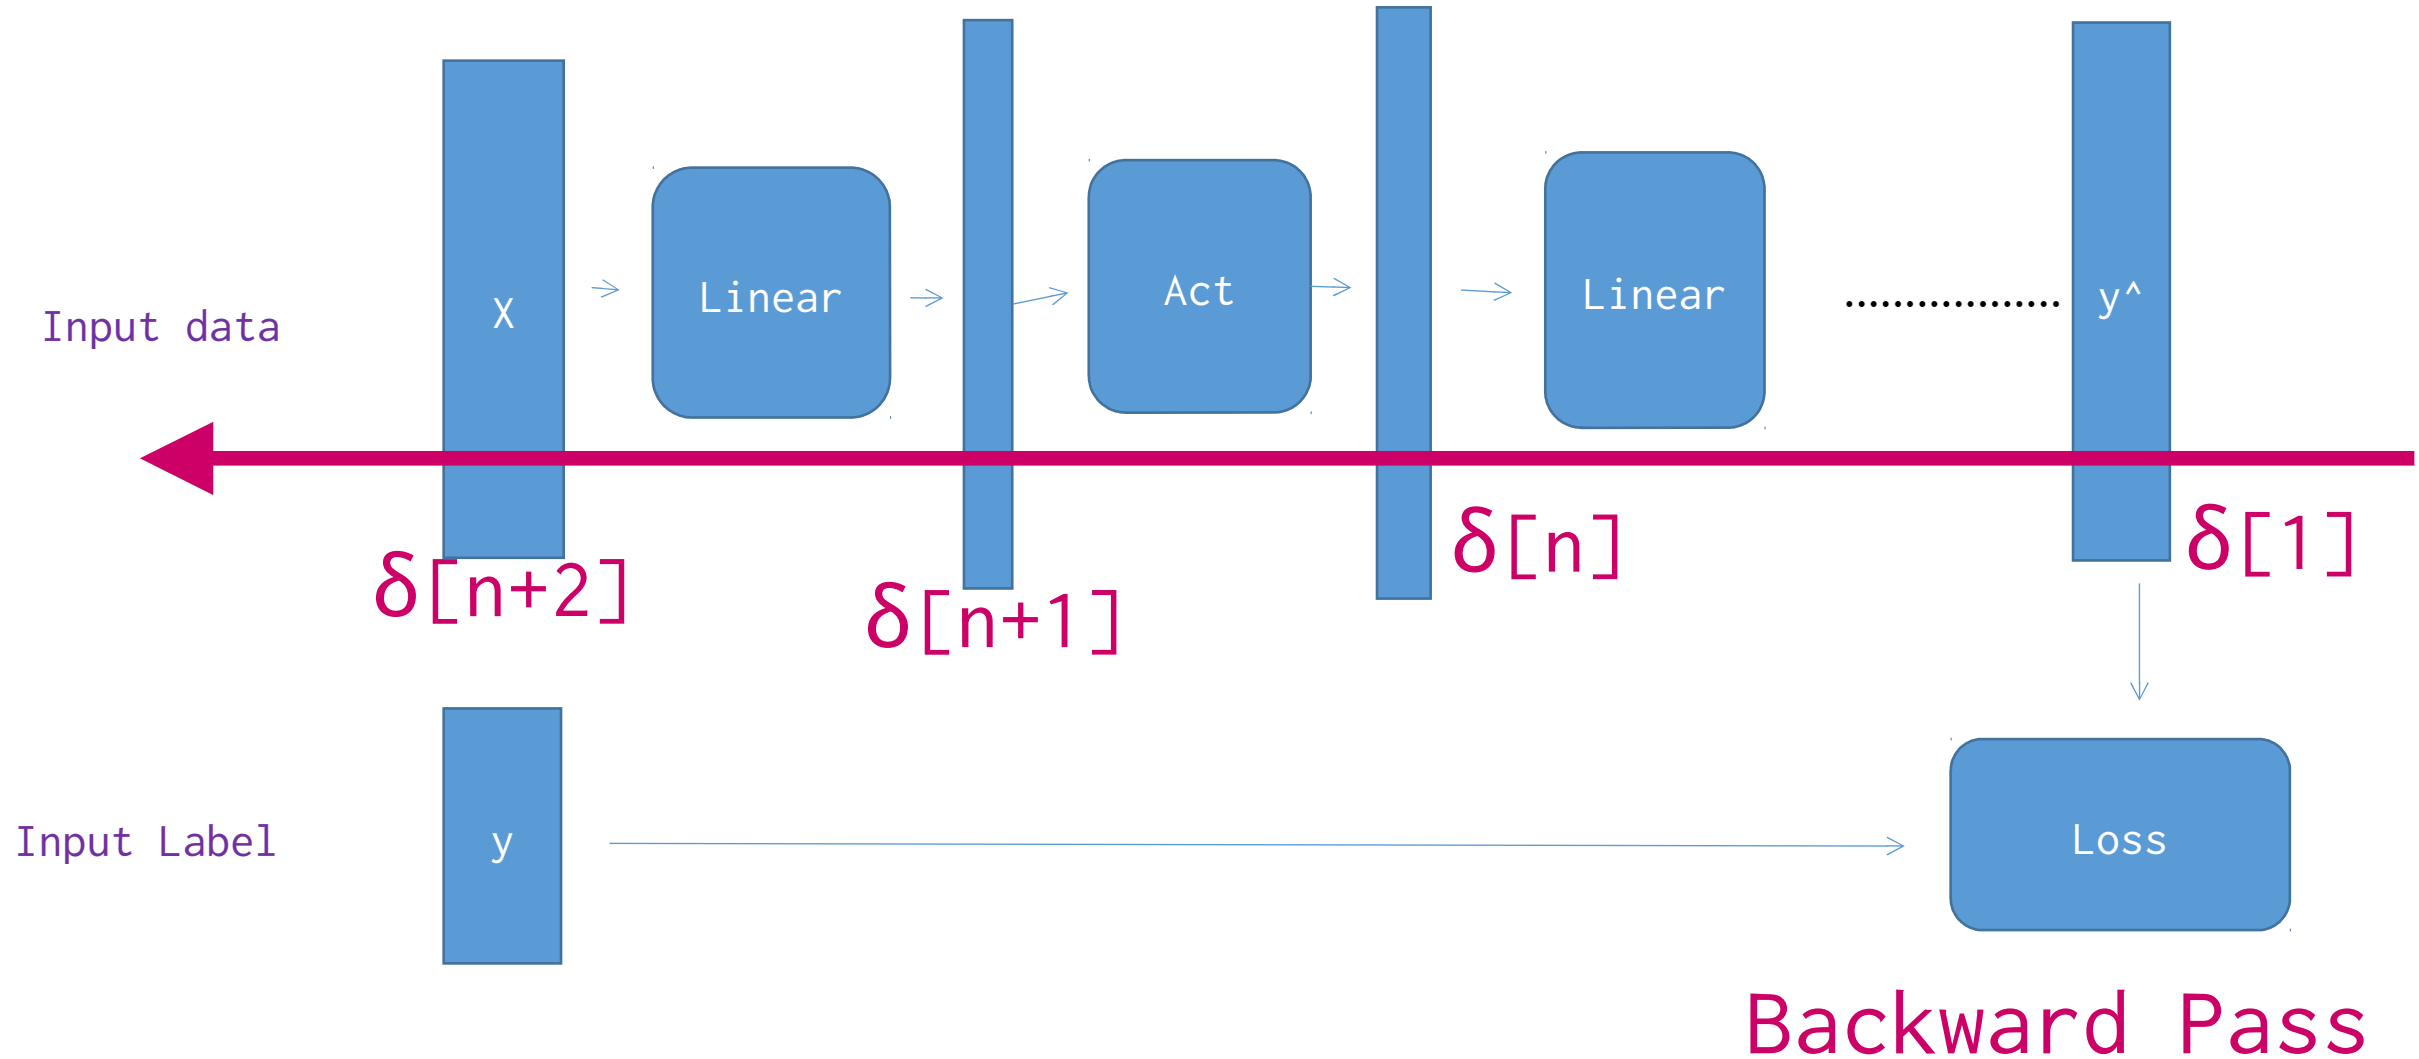 Input data
X
Linear
Act
Linear
y^
δ[n+2]
δ[n+1]
δ[n]
δ[1]
Input Label
y
Loss
Backward Pass